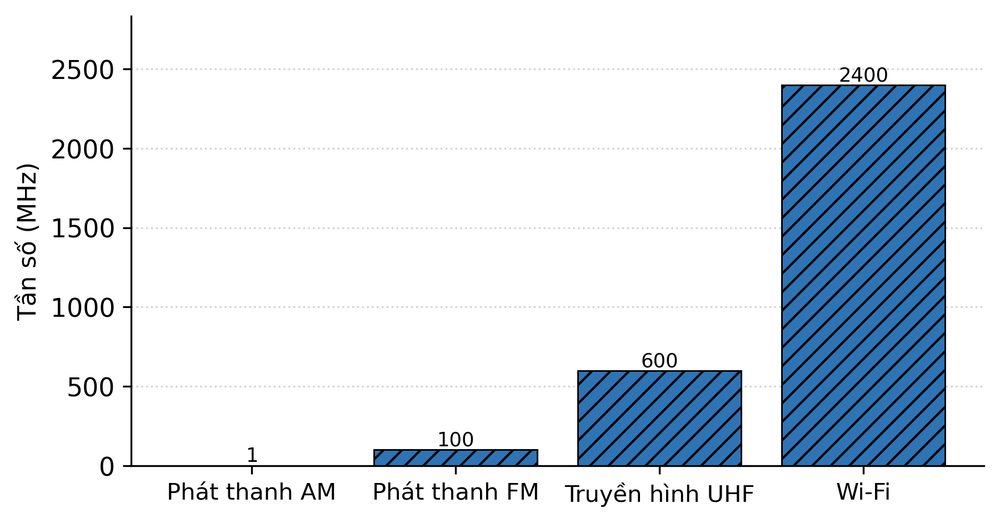 Tần số (MHz)
2500
2000
1500
1000
500
0
1
100
600
2400
Phát thanh AM
Phát thanh FM
Truyền hình UHF
Wi-Fi